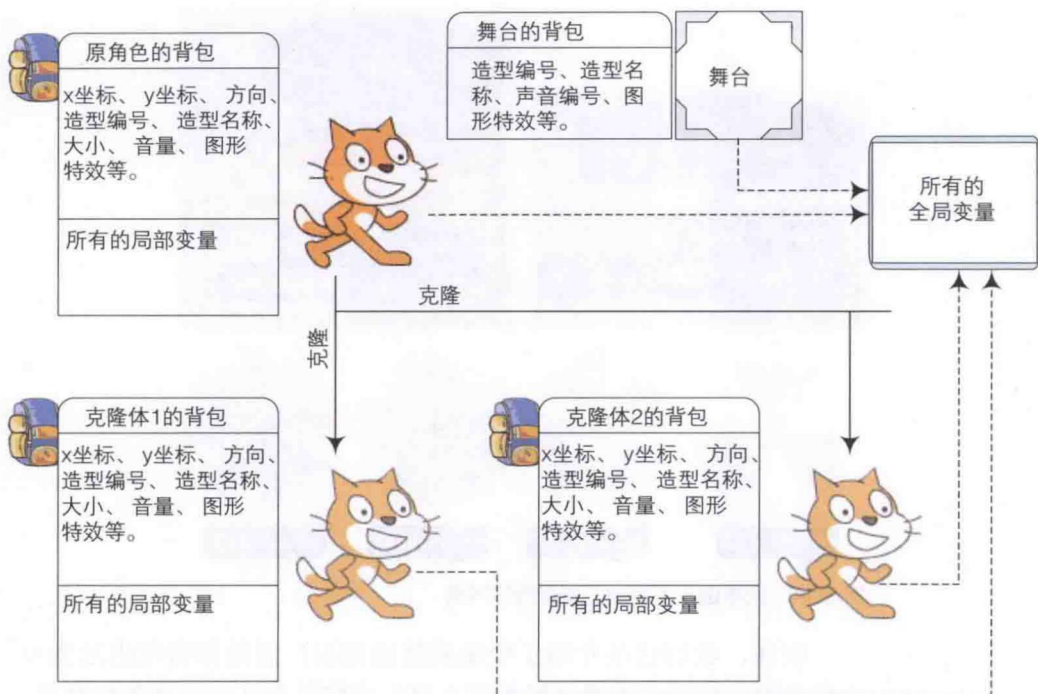 原角色的背包
x坐标、 y坐标、 方向、
造型编号、 造型名称、
大小、 音量、 图形
特效等。
所有的局部变量
舞台的背包
造型编号、造型名
称、声音编号、图
形特效等。
舞台
所有的
全局变量
克隆
克隆
克隆体1的背包
x坐标、 y坐标、 方向、
造型编号、 造型名称、
大小、 音量、 图形
特效等。
所有的局部变量
克隆体2的背包
x坐标、 y坐标、 方向、
造型编号、 造型名称、
大小、 音量、 图形
特效等。
所有的局部变量